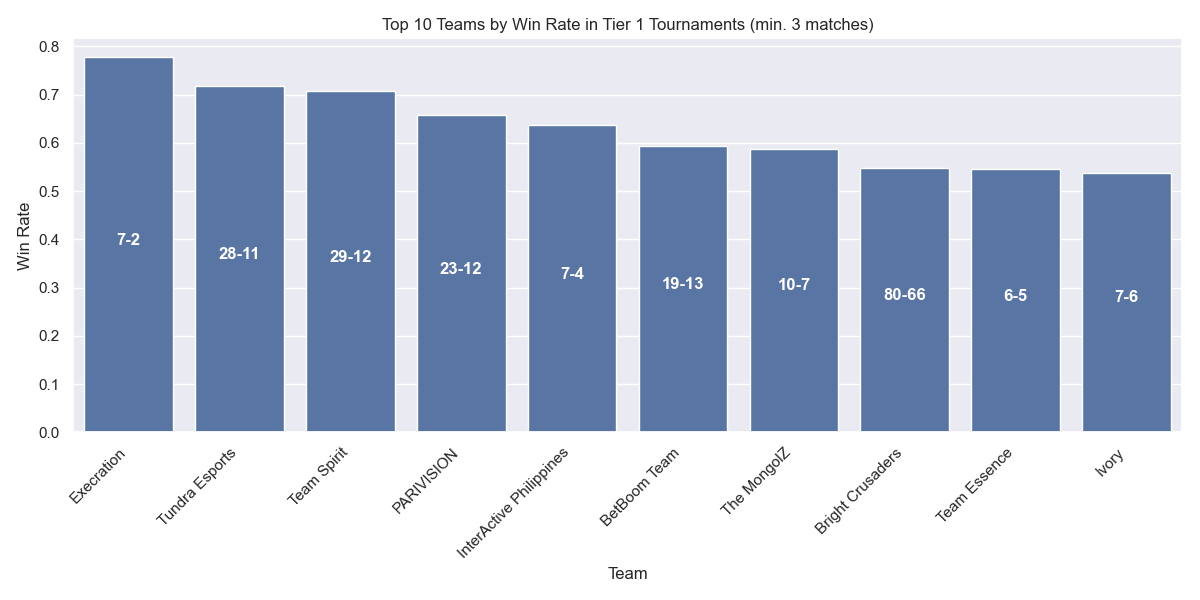 Top 10 Teams by Win Rate in Tier 1 Tournaments (min. 3 matches)
Win Rate
0.8
0.7
0.6
0.5
0.4
0.3
0.2
0.1
0.0
7-2
28-11
29-12
23-12
7-4
19-13
10-7
80-66
6-5
7-6
Execration
Tundra Esports
Team Spirit
PARIVISION
InterActive Philippines
BetBoom Team
The MongolZ
Bright Crusaders
Team Essence
Ivory
Team